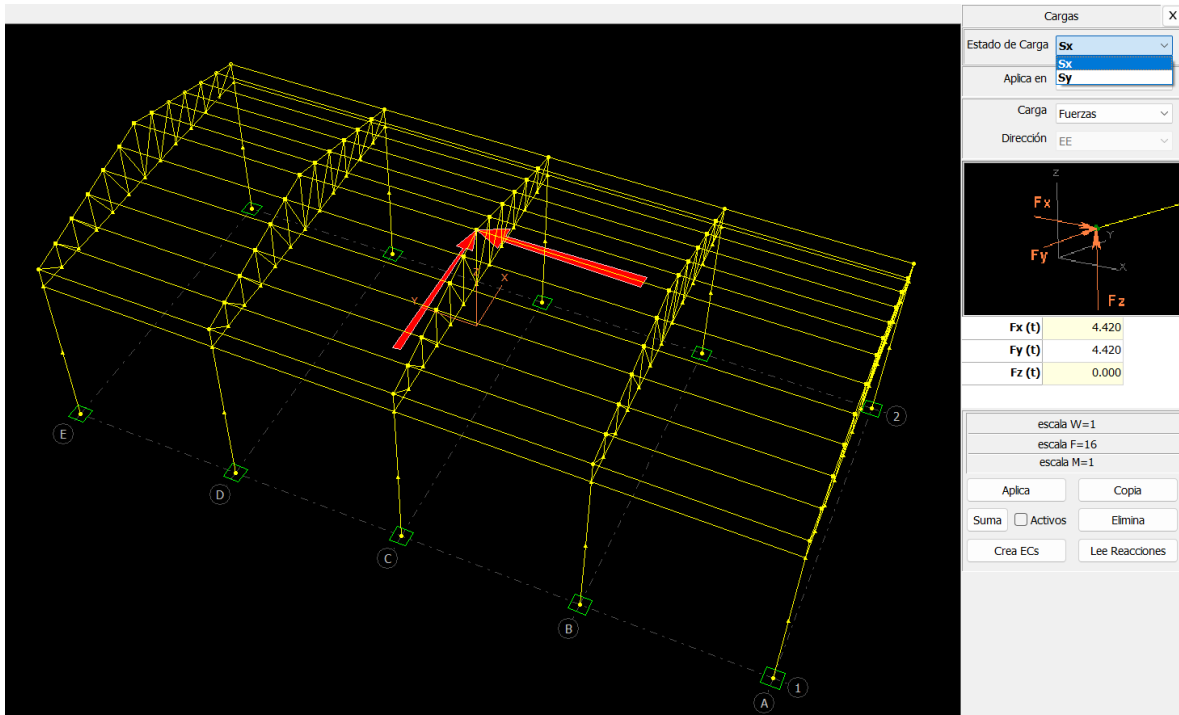 Cargas X
Estado de Carga Sx
Sx
Sy
Aplica en
Carga Fuerzas
Dirección EE
Z
Fx
Fy
Y
X
Fz
Fx (t) 4.420
Fy (t) 4.420
Fz (t) 0.000
escala W=1
escala F=16
escala M=1
Aplica Copia
Suma Activos Elimina
Crea ECs Lee Reacciones
Z
X
Y
E
D
C
B
A
1
2